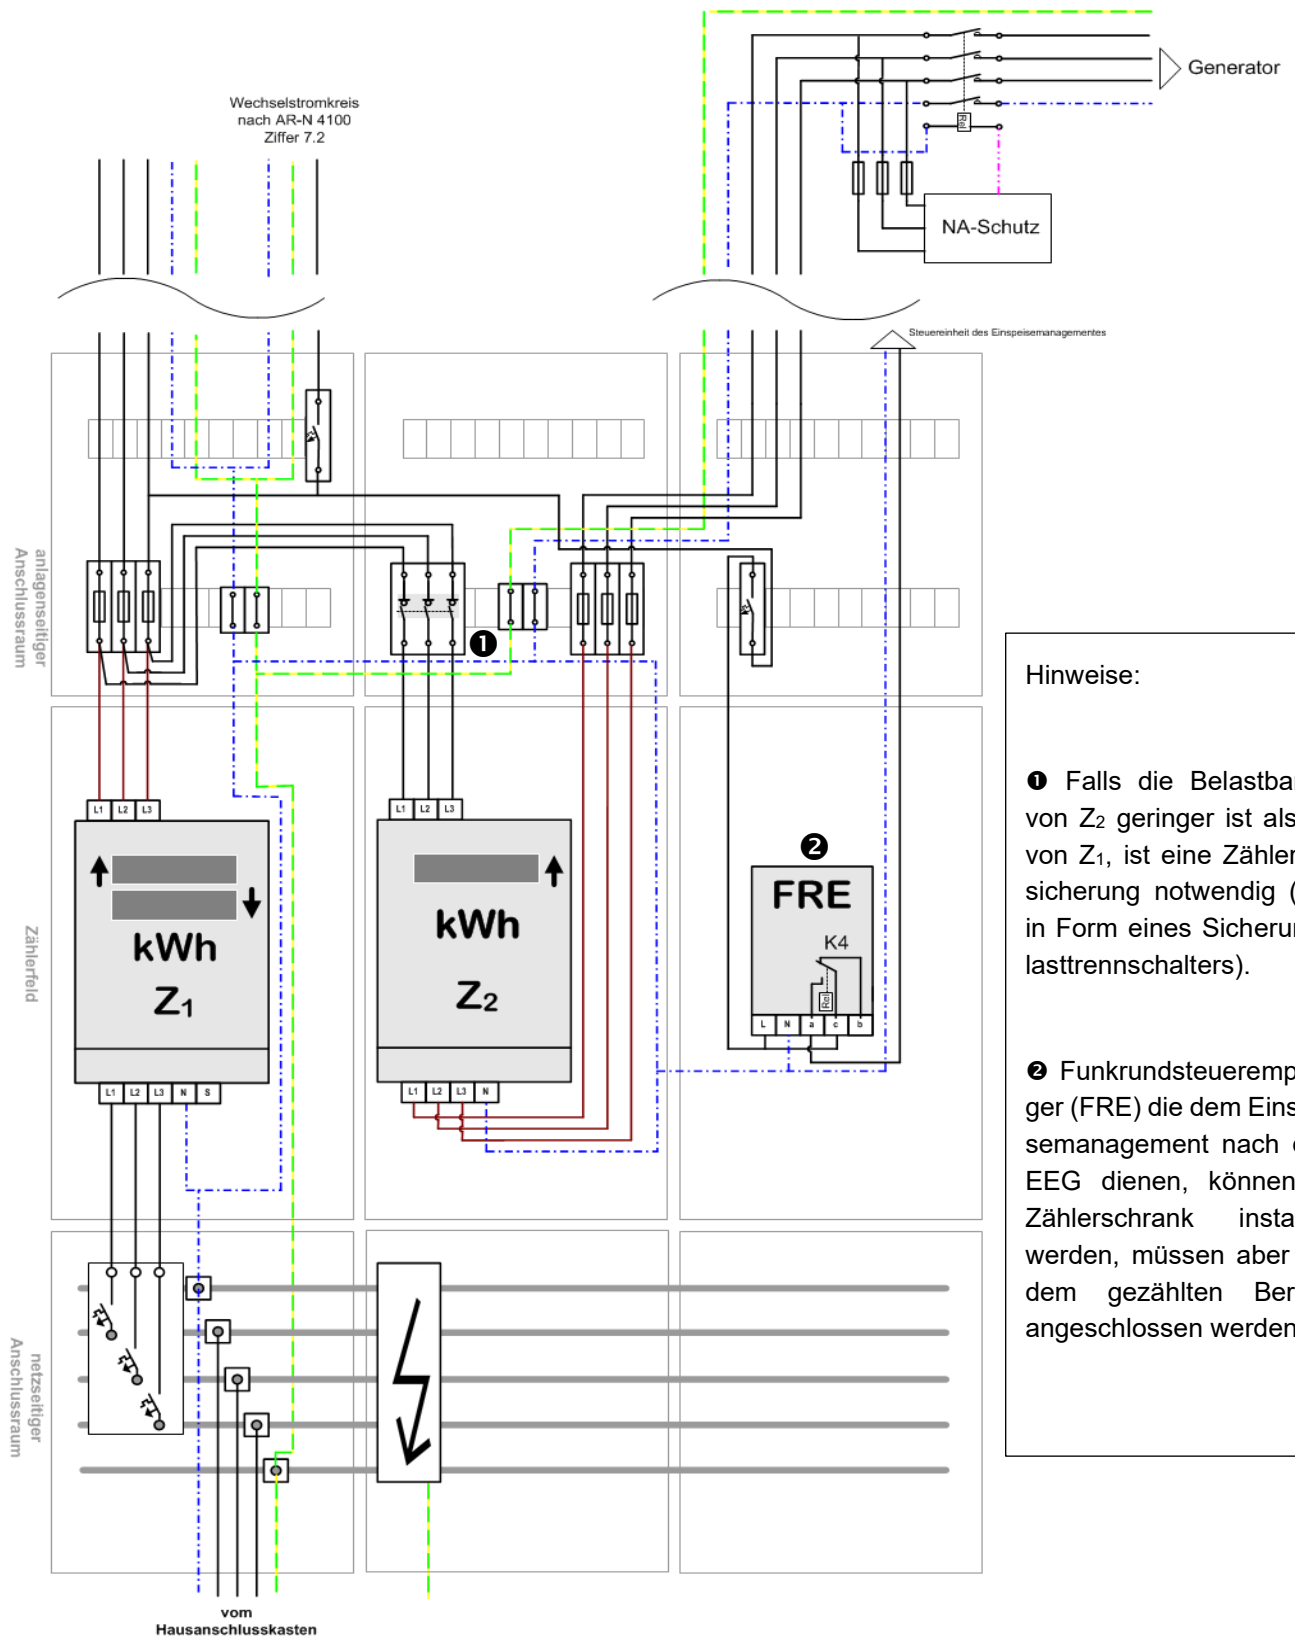 Wechselstromkreis
nach AR-N 4100
Ziffer 7.2
Generator
Rel
NA-Schutz
Steuereinheit des Einspeisemanagementes
anlagenseitiger
Anschlussraum
❶
Zählerfeld
L1 L2 L3
kWh
Z1
L1 L2 L3 N S
L1 L2 L3
kWh
Z2
L1 L2 L3 N
❷
FRE
K4
Rel
L N a c b
netzseitiger
Anschlussraum
vom
Hausanschlusskasten
Hinweise:
❶ Falls die Belastbar
von Z2 geringer ist als
von Z1, ist eine Zähler
sicherung notwendig (
in Form eines Sicherun
lasttrennschalters).
❷ Funkrundsteueremp
ger (FRE) die dem Eins
semanagement nach
EEG dienen, können
Zählerschrank insta
werden, müssen aber
dem gezählten Ber
angeschlossen werden